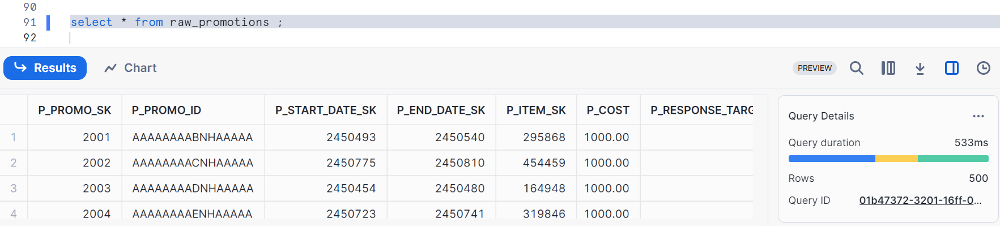 90
91 select * from raw_promotions ;
92
Results Chart PREVIEW
P_PROMO_SK P_PROMO_ID P_START_DATE_SK P_END_DATE_SK P_ITEM_SK P_COST P_RESPONSE_TARG
1 2001 AAAAAAAABNHAAAAA 2450493 2450540 295868 1000.00
2 2002 AAAAAAAACNHAAAAA 2450775 2450810 454459 1000.00
3 2003 AAAAAAAADNHAAAAA 2450454 2450480 164948 1000.00
4 2004 AAAAAAAAENHAAAAA 2450723 2450741 319846 1000.00
Query Details ...
Query duration 533ms
Rows 500
Query ID 01b47372-3201-16ff-0...